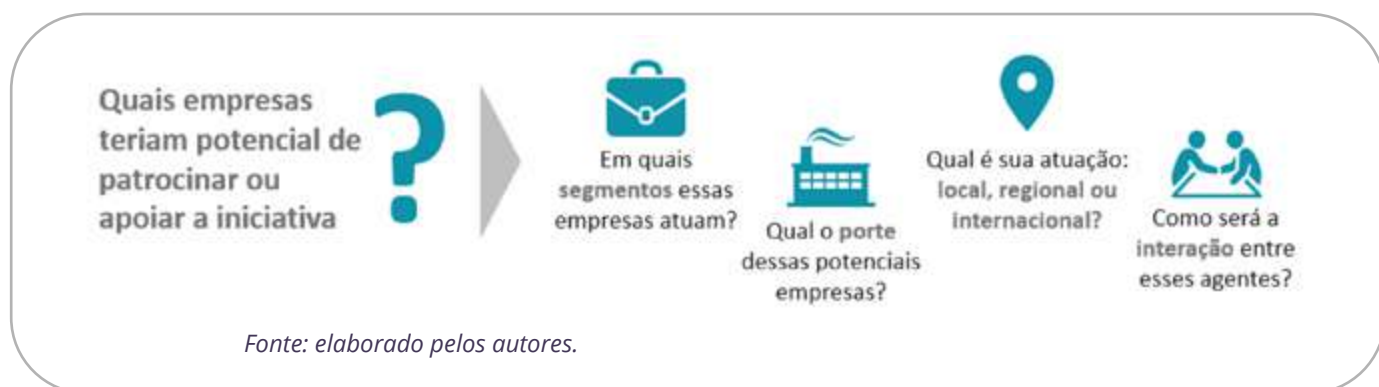 Quais empresas
teriam potencial de
patrocinar ou
apoiar a iniciativa
?
Em quais
segmentos essas
empresas atuam?
Qual o porte
dessas potenciais
empresas?
Qual é sua atuação:
local, regional ou
internacional?
Como será a
interação entre
esses agentes?
Fonte: elaborado pelos autores.